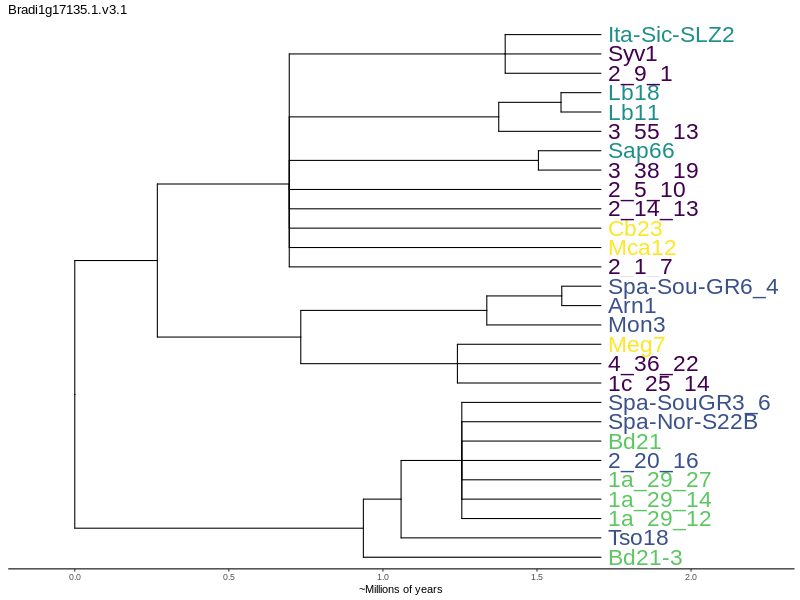 Bradi1g17135.1.v3.1
Ita-Sic-SLZ2
Syv1
2_9_1
Lb18
Lb11
3_55_13
Sap66
3_38_19
2_5_10
2_14_13
Cb23
Mca12
2_1_7
Spa-Sou-GR6_4
Arn1
Mon3
Meg7
4_36_22
1c_25_14
Spa-SouGR3_6
Spa-Nor-S22B
Bd21
2_20_16
1a_29_27
1a_29_14
1a_29_12
Tso18
Bd21-3
0.0 0.5 1.0 1.5 2.0
~Millions of years